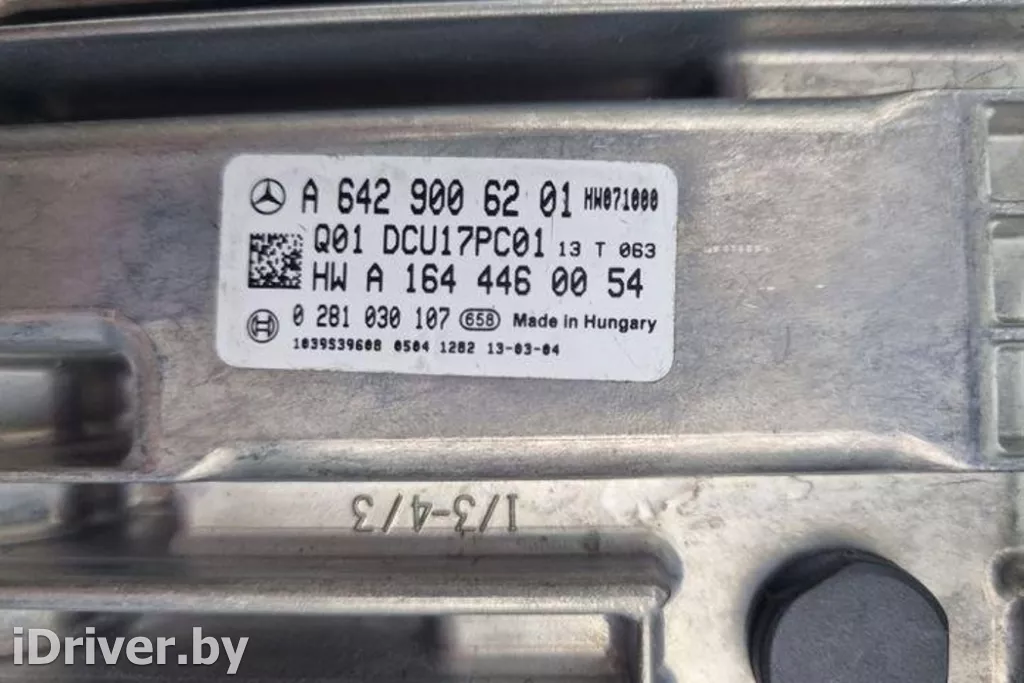 A 642 900 62 01 HW071000
Q01 DCU17PC01 13 T 063
HW A 164 446 00 54
0 281 030 107 658 Made in Hungary
1039S39608 0504 1282 13-03-04
1/3-4/3
iDriver.by